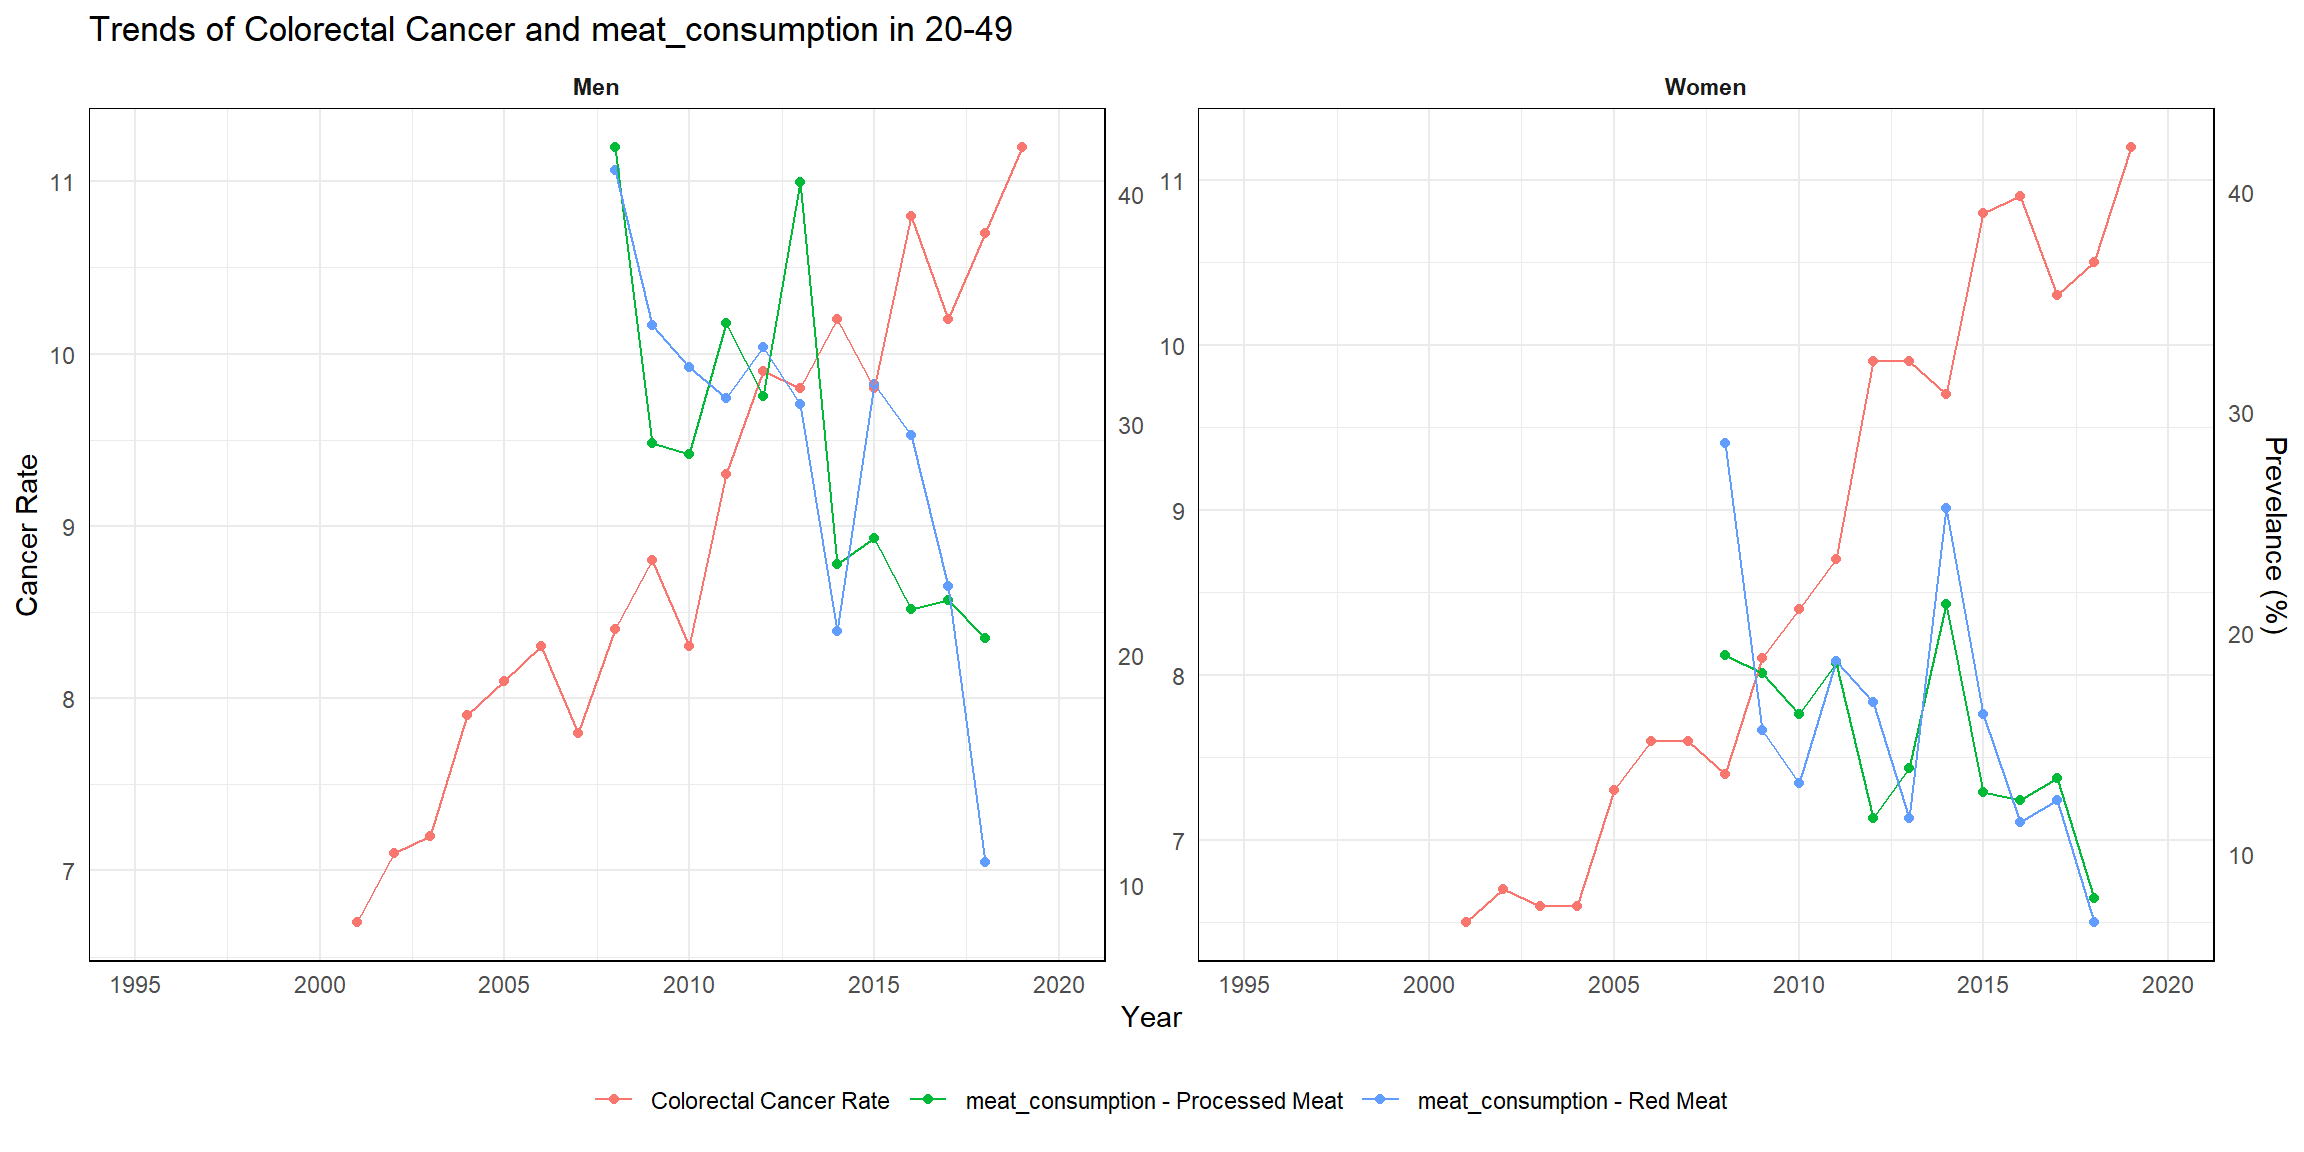 Trends of Colorectal Cancer and meat_consumption in 20-49
Men
Women
11
10
9
8
7
40
30
20
10
11
10
9
8
7
40
30
20
10
Cancer Rate
Prevelance (%)
1995 2000 2005 2010 2015 2020
1995 2000 2005 2010 2015 2020
Year
Colorectal Cancer Rate
meat_consumption - Processed Meat
meat_consumption - Red Meat